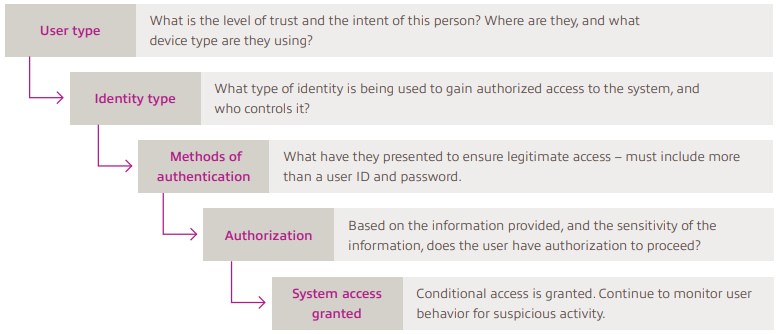 User type
What is the level of trust and the intent of this person? Where are they, and what
device type are they using?
Identity type
What type of identity is being used to gain authorized access to the system, and
who controls it?
Methods of
authentication
What have they presented to ensure legitimate access – must include more
than a user ID and password.
Authorization
Based on the information provided, and the sensitivity of the
information, does the user have authorization to proceed?
System access
granted
Conditional access is granted. Continue to monitor user
behavior for suspicious activity.